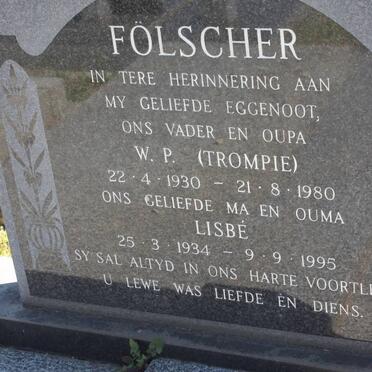 FÖLSCHER
IN TERE HERINNERING AAN
MY GELIEFDE EGGENOOT,
ONS VADER EN OUPA
W. P. (TROMPIE)
22·4·1930 – 21·8·1980
ONS GELIEFDE MA EN OUMA
LISBÉ
25·3·1934 – 9·9·1995
SY SAL ALTYD IN ONS HARTE
U LEWE WAS LIEFDE ÈN DIENS.